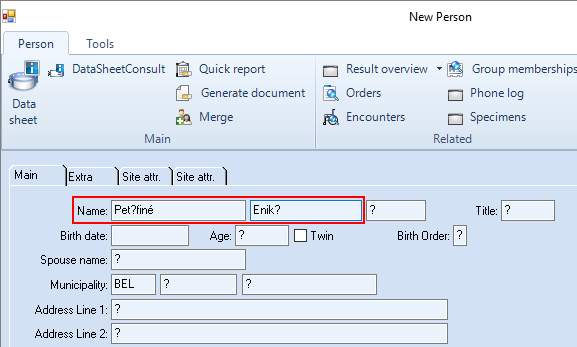 New Person
Person Tools
Data sheet
DataSheetConsult
Quick report
Generate document
Merge
Main
Result overview
Orders
Encounters
Group memberships
Phone log
Specimens
Related
Main Extra Site attr. Site attr.
Name: Pet?finé Enik? ? Title: ?
Birth date: Age: ? Twin Birth Order: ?
Spouse name: ?
Municipality: BEL ? ?
Address Line 1: ?
Address Line 2: ?